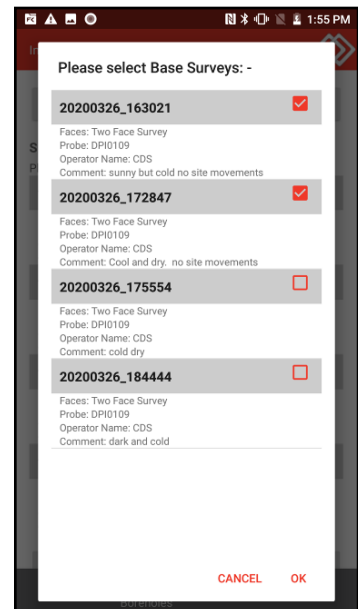 1:55 PM
In
Please select Base Surveys: -
20200326_163021
Faces: Two Face Survey
Probe: DPI0109
Operator Name: CDS
Comment: sunny but cold no site movements
20200326_172847
Faces: Two Face Survey
Probe: DPI0109
Operator Name: CDS
Comment: Cool and dry.  no site movements
20200326_175554
Faces: Two Face Survey
Probe: DPI0109
Operator Name: CDS
Comment: cold dry
20200326_184444
Faces: Two Face Survey
Probe: DPI0109
Operator Name: CDS
Comment: dark and cold
CANCEL OK
Boreholes